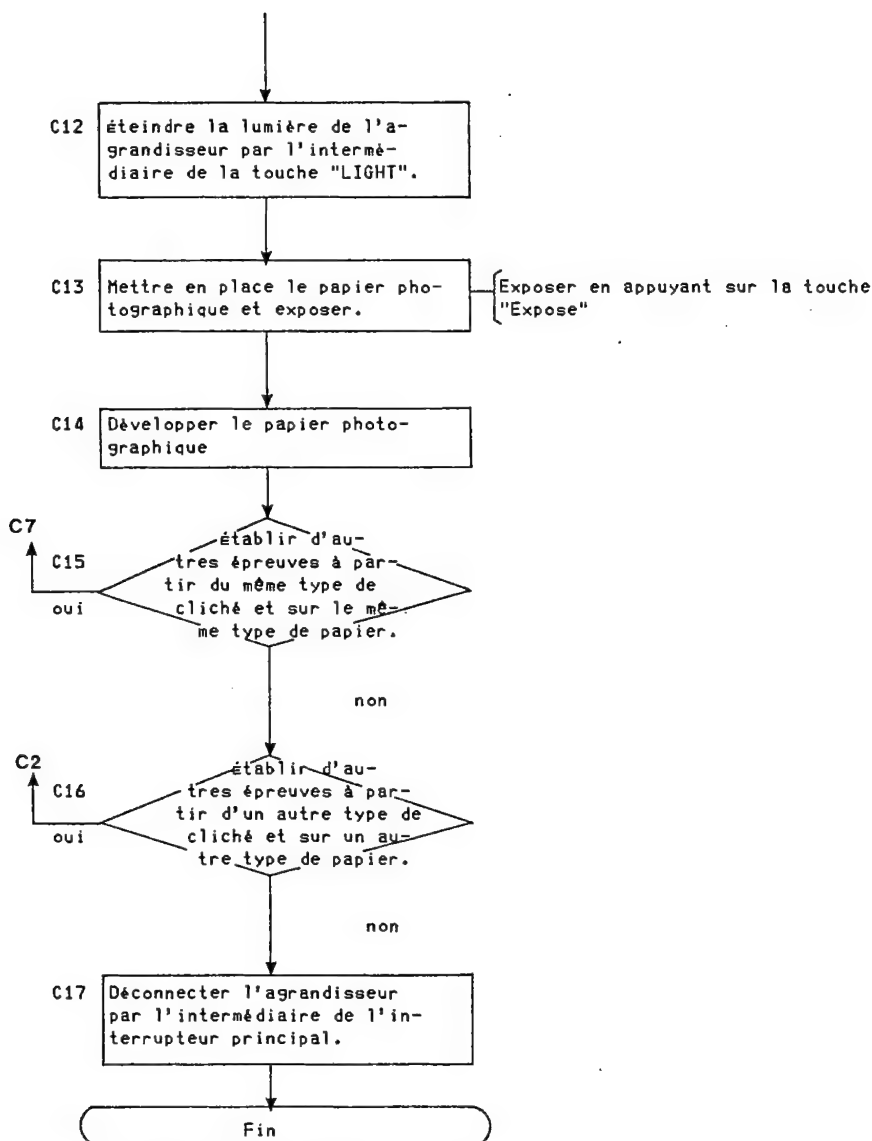 C12 Éteindre la lumière de l'a-
grandisseur par l'intermé-
diaire de la touche "LIGHT".
C13 Mettre en place le papier pho-
tographique et exposer.
Exposer en appuyant sur la touche
"Expose"
C14 Développer le papier photo-
graphique
C7
C15
oui
établir d'au-
tres épreuves à par-
tir du même type de
cliché et sur le mê-
me type de papier.
non
C2
C16
oui
établir d'au-
tres épreuves à par-
tir d'un autre type de
cliché et sur un au-
tre type de papier.
non
C17 Déconnecter l'agrandisseur
par l'intermédiaire de l'in-
terrupteur principal.
Fin